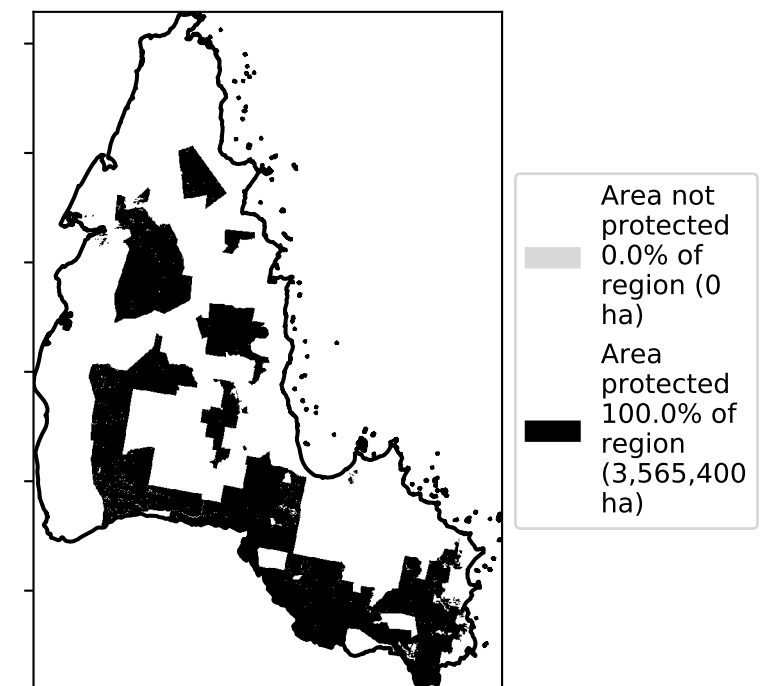 Area not
protected
0.0% of
region (0
ha)
Area
protected
100.0% of
region
(3,565,400
ha)